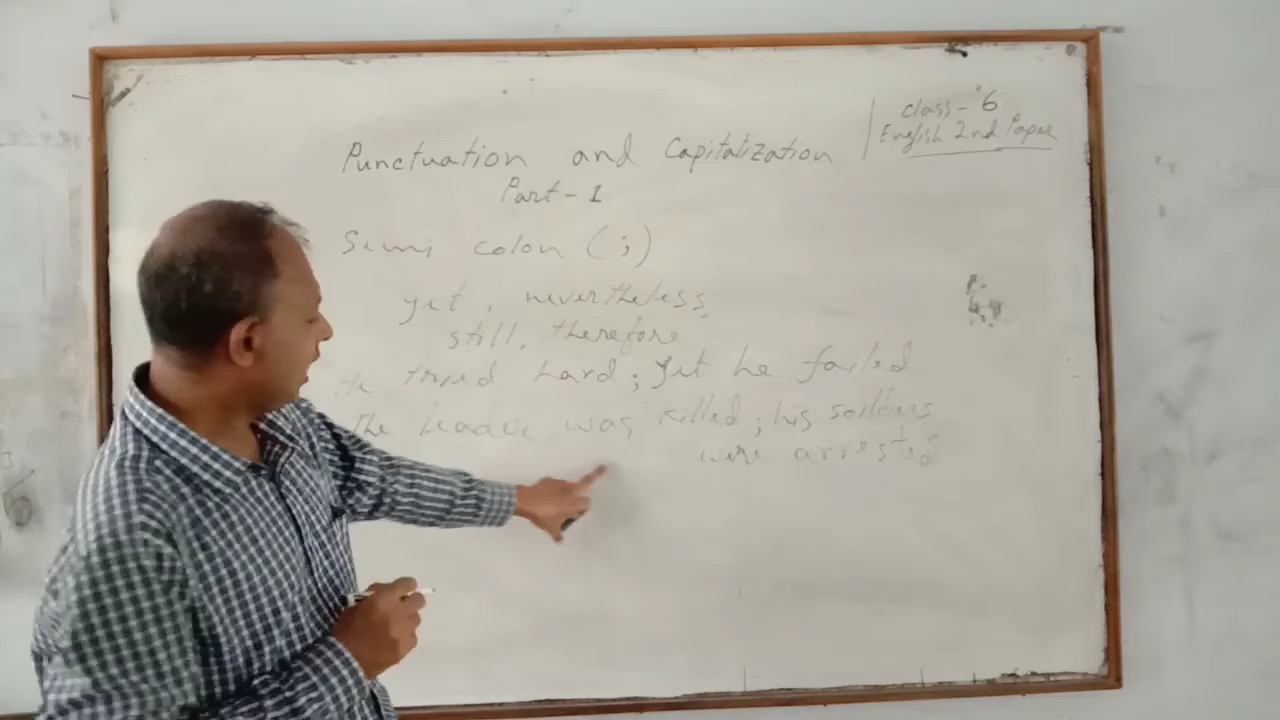 class - 6
English 2nd Paper
Punctuation and Capitalization
Part - 1
Semi colon (;)
yet, nevertheless,
still, therefore
He tried hard; yet he failed
The leader was killed; his soilders
were arrested